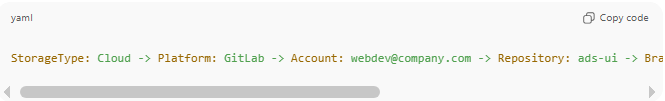 yaml
Copy code
StorageType: Cloud -> Platform: GitLab -> Account: webdev@company.com -> Repository: ads-ui -> Bra